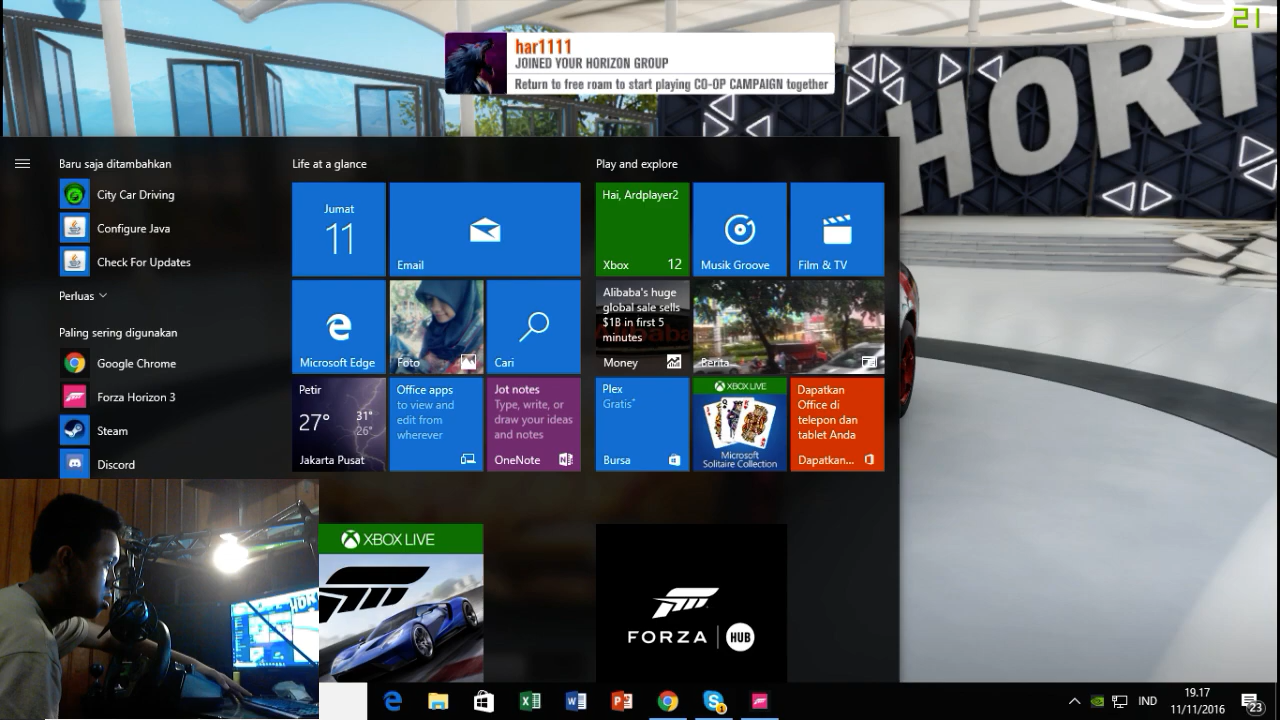 21
har1111
JOINED YOUR HORIZON GROUP
Return to free roam to start playing CO-OP CAMPAIGN together
HORI
Baru saja ditambahkan
City Car Driving
Configure Java
Check For Updates
Perluas
Paling sering digunakan
Google Chrome
Forza Horizon 3
Steam
Discord
Life at a glance
Jumat
11
Email
Microsoft Edge
Foto
Cari
Petir
27°
31°
26°
Jakarta Pusat
Office apps
to view and
edit from
wherever
Jot notes
Type, write, or
draw your ideas
and notes
OneNote
Play and explore
Hai, Ardplayer2
Xbox 12
Musik Groove
Film & TV
Alibaba's huge
global sale sells
$1B in first 5
minutes
Money
Berita
Plex
Gratis*
Bursa
XBOX LIVE
Microsoft
Solitaire Collection
Dapatkan
Office di
telepon dan
tablet Anda
Dapatkan...
XBOX LIVE
FORZA HUB
IND
19.17
11/11/2016
23